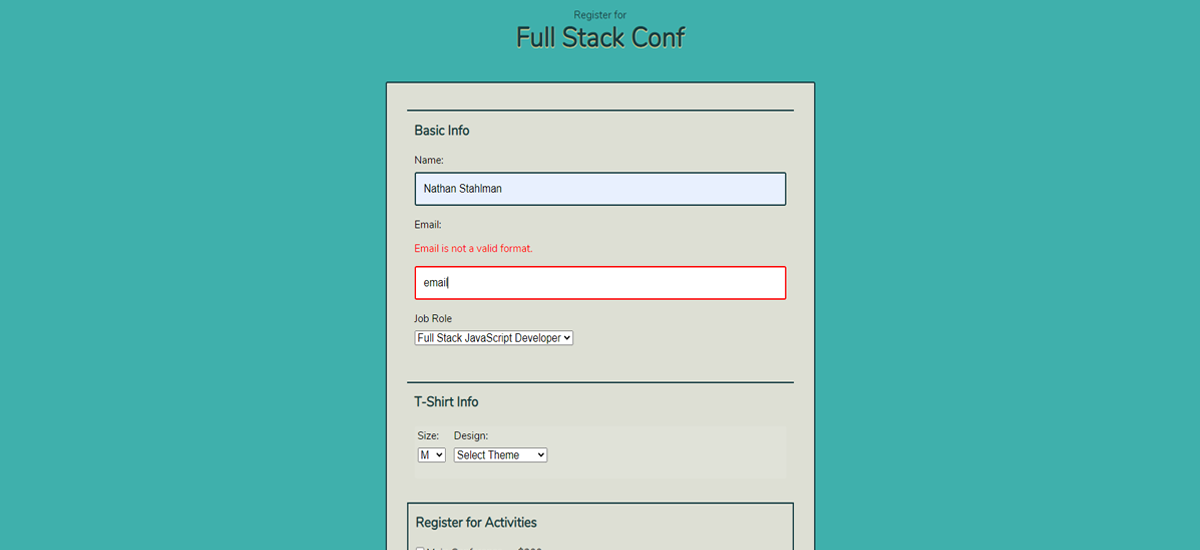 Register for
Full Stack Conf
Basic Info
Name:
Nathan Stahlman
Email:
Email is not a valid format.
email
Job Role
Full Stack JavaScript Developer
T-Shirt Info
Size: Design:
M Select Theme
Register for Activities